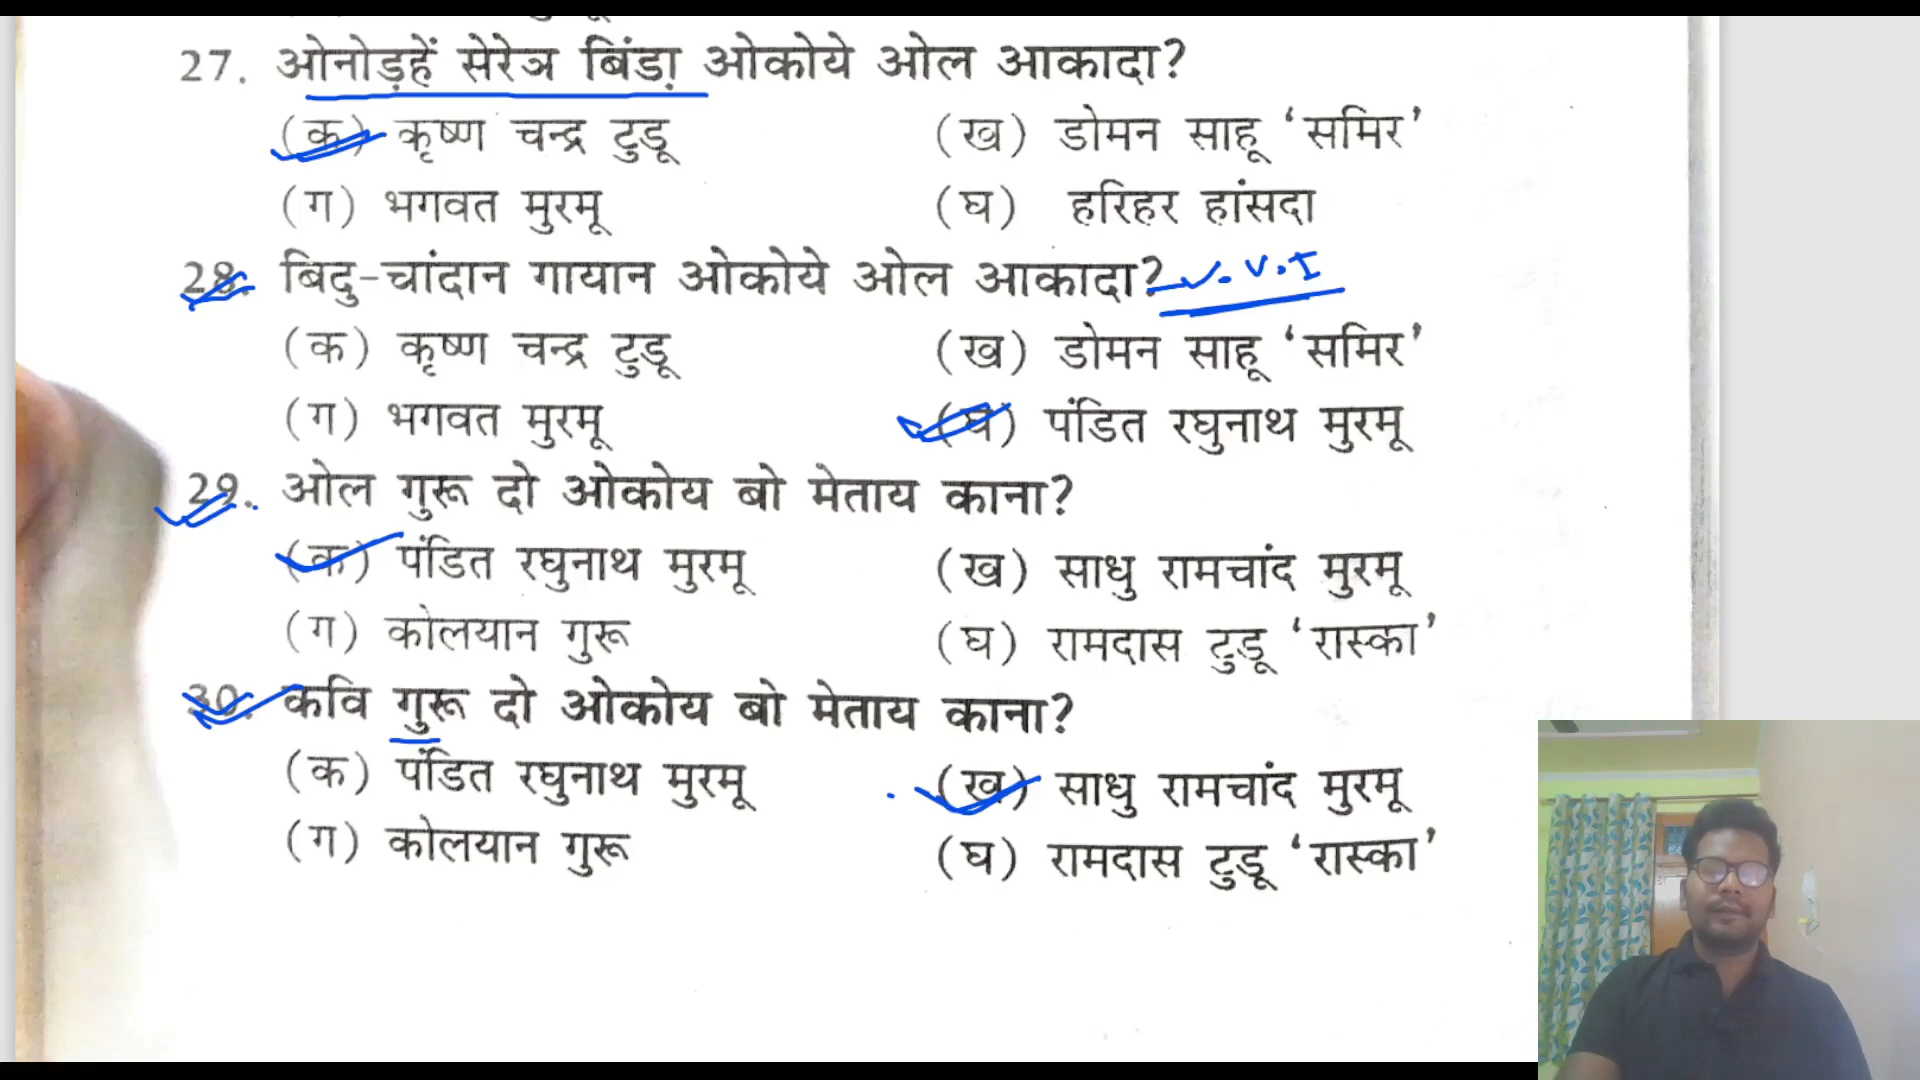 27. ओनोड़हें सेरेञ बिंडा़ ओकोये ओल आकादा?
(क) कृष्ण चन्द्र टुडू (ख) डोमन साहू ‘समिर’
(ग) भगवत मुरमू (घ) हरिहर हांसदा
28. बिदु-चांदान गायान ओकोये ओल आकादा? V.V.I
(क) कृष्ण चन्द्र टुडू (ख) डोमन साहू ‘समिर’
(ग) भगवत मुरमू (घ) पंडित रघुनाथ मुरमू
29. ओल गुरू दो ओकोय बो मेताय काना?
(क) पंडित रघुनाथ मुरमू (ख) साधु रामचांद मुरमू
(ग) कोलयान गुरू (घ) रामदास टुडू ‘रास्का’
30. कवि गुरू दो ओकोय बो मेताय काना?
(क) पंडित रघुनाथ मुरमू (ख) साधु रामचांद मुरमू
(ग) कोलयान गुरू (घ) रामदास टुडू ‘रास्का’